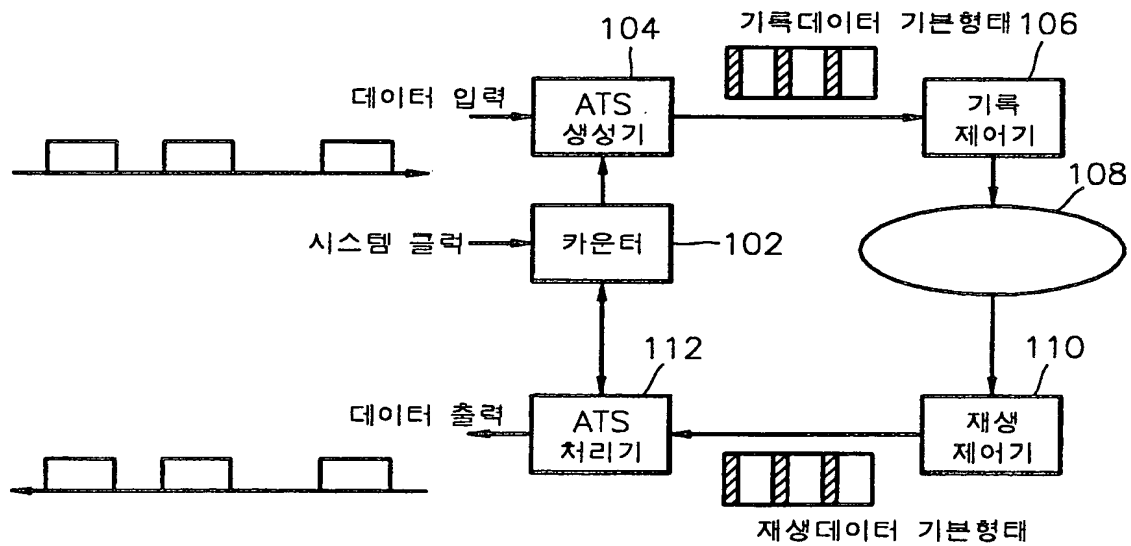 기록데이터 기본형태
104
106
데이터 입력
ATS
생성기
기록
제어기
108
시스템 클럭
카운터
102
112
110
데이터 출력
ATS
처리기
재생
제어기
재생데이터 기본형태